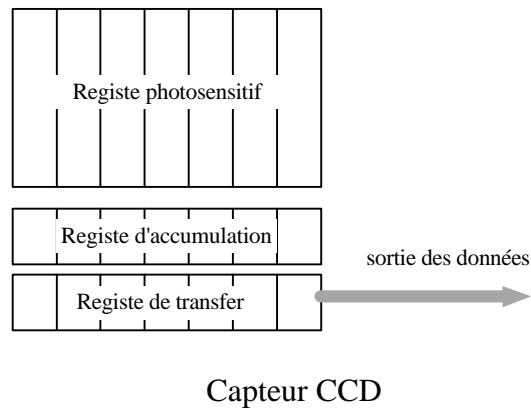 Registe photosensitif
Registe d'accumulation
sortie des données
Registe de transfer
Capteur CCD